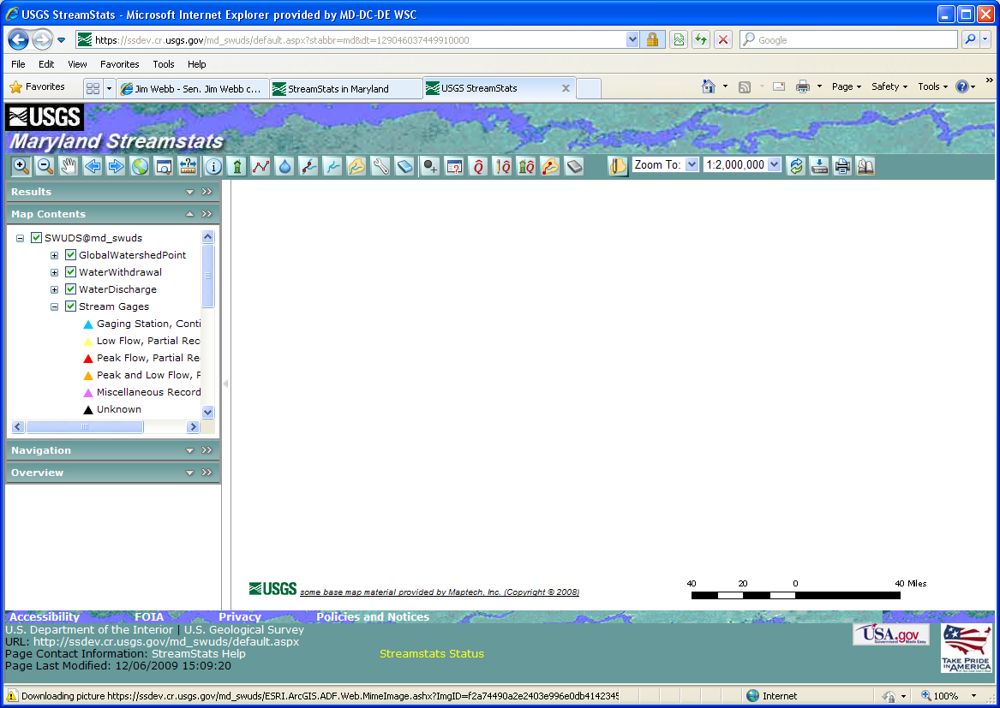 USGS StreamStats - Microsoft Internet Explorer provided by MD-DC-DE WSC
https://ssdev.cr.usgs.gov/md_swuds/default.aspx?stabbr=md&dt=129046037449910000
Google
File Edit View Favorites Tools Help
Favorites
Jim Webb - Sen. Jim Webb c...
StreamStats in Maryland
USGS StreamStats
Page Safety Tools
USGS
Maryland Streamstats
Zoom To: 1:2,000,000
Results
Map Contents
SWUDS@md_swuds
GlobalWatershedPoint
WaterWithdrawal
WaterDischarge
Stream Gages
Gaging Station, Conti
Low Flow, Partial Rec
Peak Flow, Partial Re
Peak and Low Flow, P
Miscellaneous Record
Unknown
Navigation
Overview
USGS some base map material provided by Maptech, Inc. (Copyright © 2008)
40 20 0 40 Miles
Accessibility FOIA Privacy Policies and Notices
U.S. Department of the Interior | U.S. Geological Survey
URL: http://ssdev.cr.usgs.gov/md_swuds/default.aspx
Page Contact Information: StreamStats Help
Streamstats Status
Page Last Modified: 12/06/2009 15:09:20
USA.gov
Government Made Easy
TAKE PRIDE
IN AMERICA
Downloading picture https://ssdev.cr.usgs.gov/md_swuds/ESRI.ArcGIS.ADF.Web.MimeImage.ashx?ImgID=f2a74490a2e2403e996e0db4142345
Internet
100%